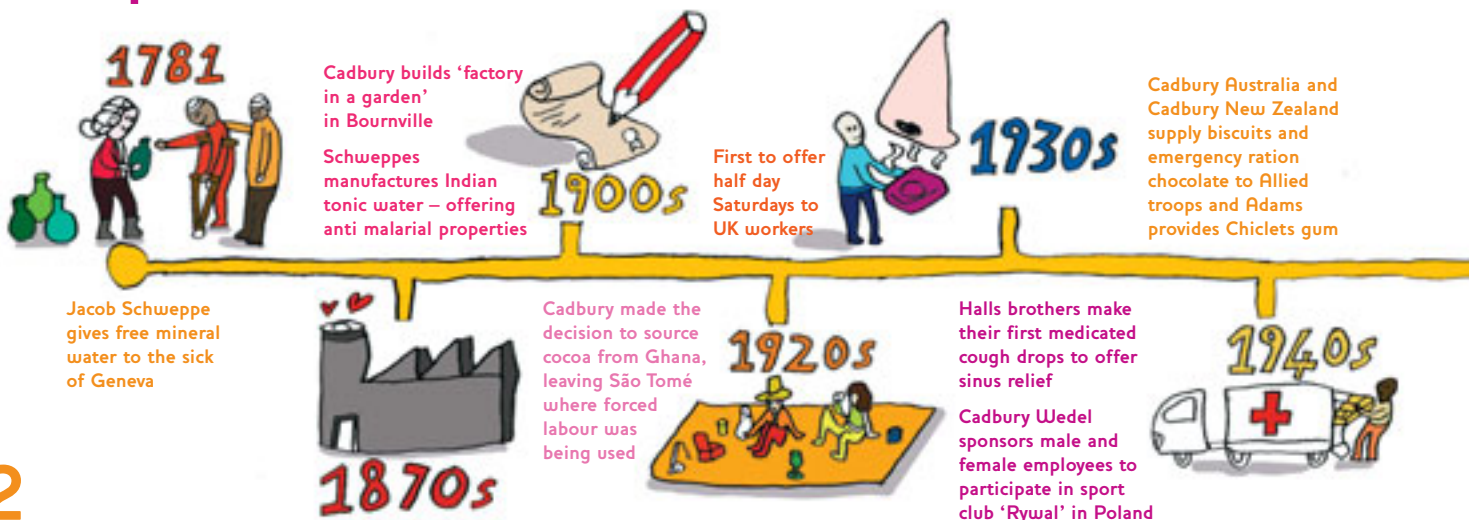 1781
Jacob Schweppe
gives free mineral
water to the sick
of Geneva
Cadbury builds ‘factory
in a garden’
in Bournville
Schweppes
manufactures Indian
tonic water – offering
anti malarial properties
1870s
1900s
Cadbury made the
decision to source
cocoa from Ghana,
leaving São Tomé
where forced
labour was
being used
First to offer
half day
Saturdays to
UK workers
1920s
1930s
Halls brothers make
their first medicated
cough drops to offer
sinus relief
Cadbury Wedel
sponsors male and
female employees to
participate in sport
club ‘Rywal’ in Poland
Cadbury Australia and
Cadbury New Zealand
supply biscuits and
emergency ration
chocolate to Allied
troops and Adams
provides Chiclets gum
1940s
2